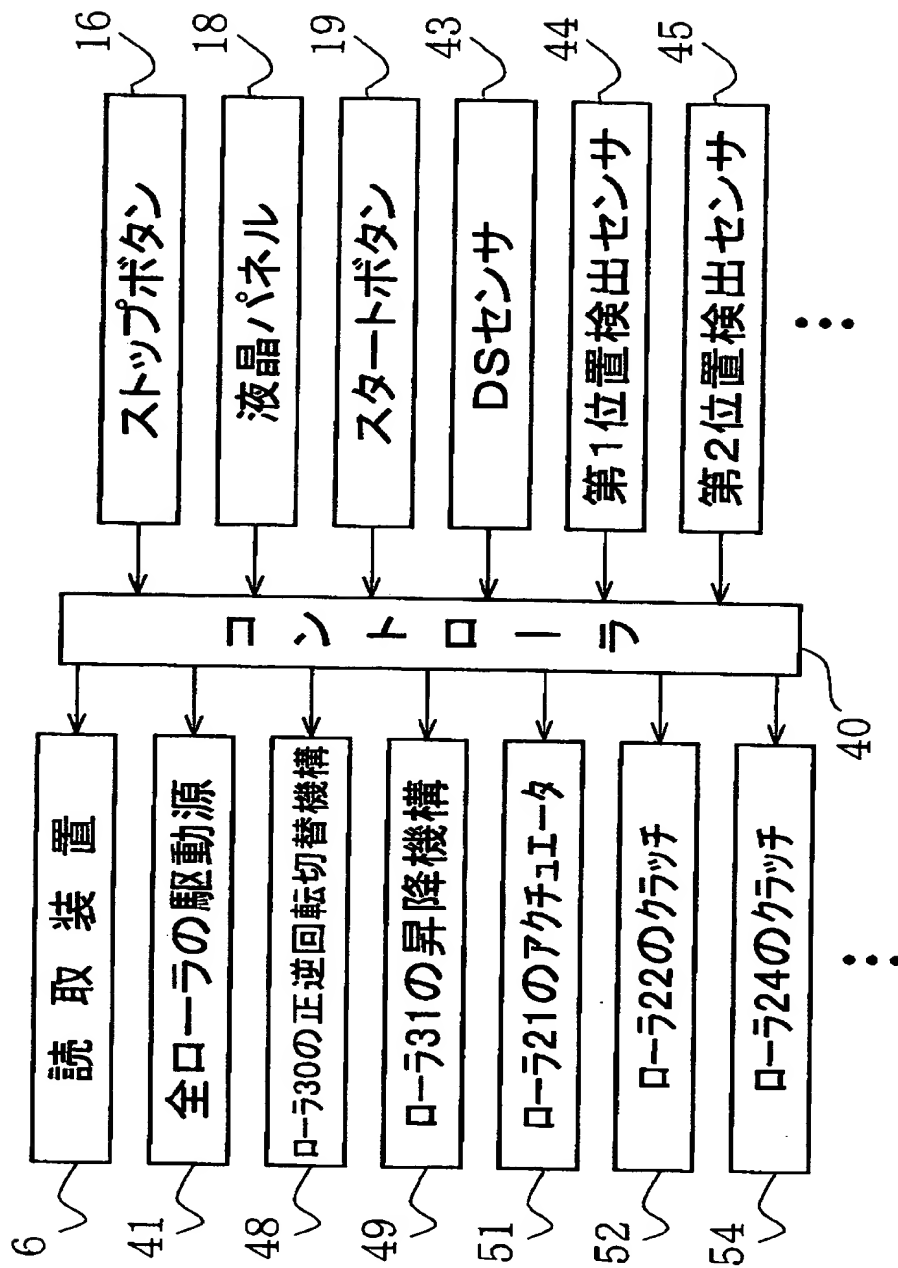 ストップボタン
16
液晶パネル
18
スタートボタン
19
DSセンサ
43
第1位置検出センサ
44
第2位置検出センサ
45
コントローラ
40
読取装置
6
全ローラの駆動源
41
ローラ30の正逆回転切替機構
48
ローラ31の昇降機構
49
ローラ21のアクチュエータ
51
ローラ22のクラッチ
52
ローラ24のクラッチ
54